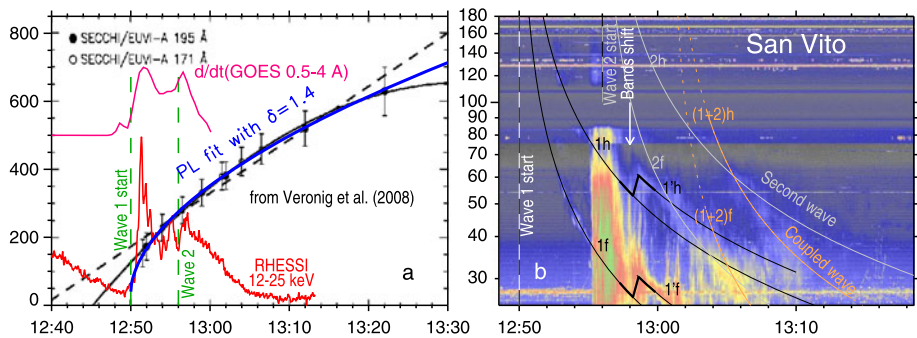 SECCHI/EUVI-A 195 Å
SECCHI/EUVI-A 171 Å
d/dt(GOES 0.5-4 A)
PL fit with δ=1.4
from Veronig et al. (2008)
Wave 1 start
Wave 2
RHESSI
12-25 keV
a
800
600
400
200
0
12:40 12:50 13:00 13:10 13:20 13:30
San Vito
Wave 1 start
Wave 2 start
Bands shift
2h
(1+2)h
1h
2f
1'h
Second wave
(1+2)f
Coupled wave
1f
1'f
b
180
160
140
120
100
90
80
70
60
50
40
30
12:50 13:00 13:10